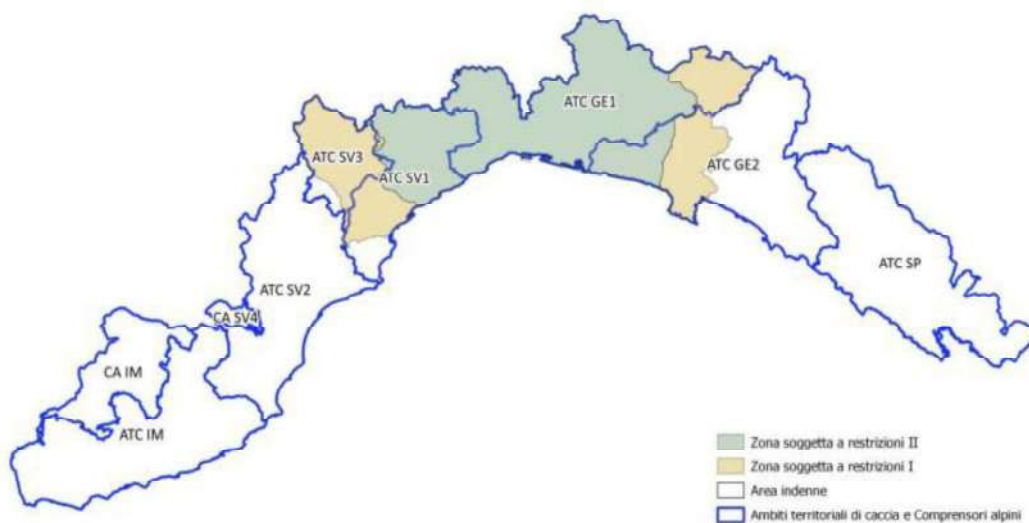 ATC GE1
ATC SV3
ATC SV1
ATC GE2
ATC SP
ATC SV2
CA SV4
CA IM
ATC IM
Zona soggetta a restrizioni II
Zona soggetta a restrizioni I
Area indenne
Ambiti territoriali di caccia e Comprensori alpini